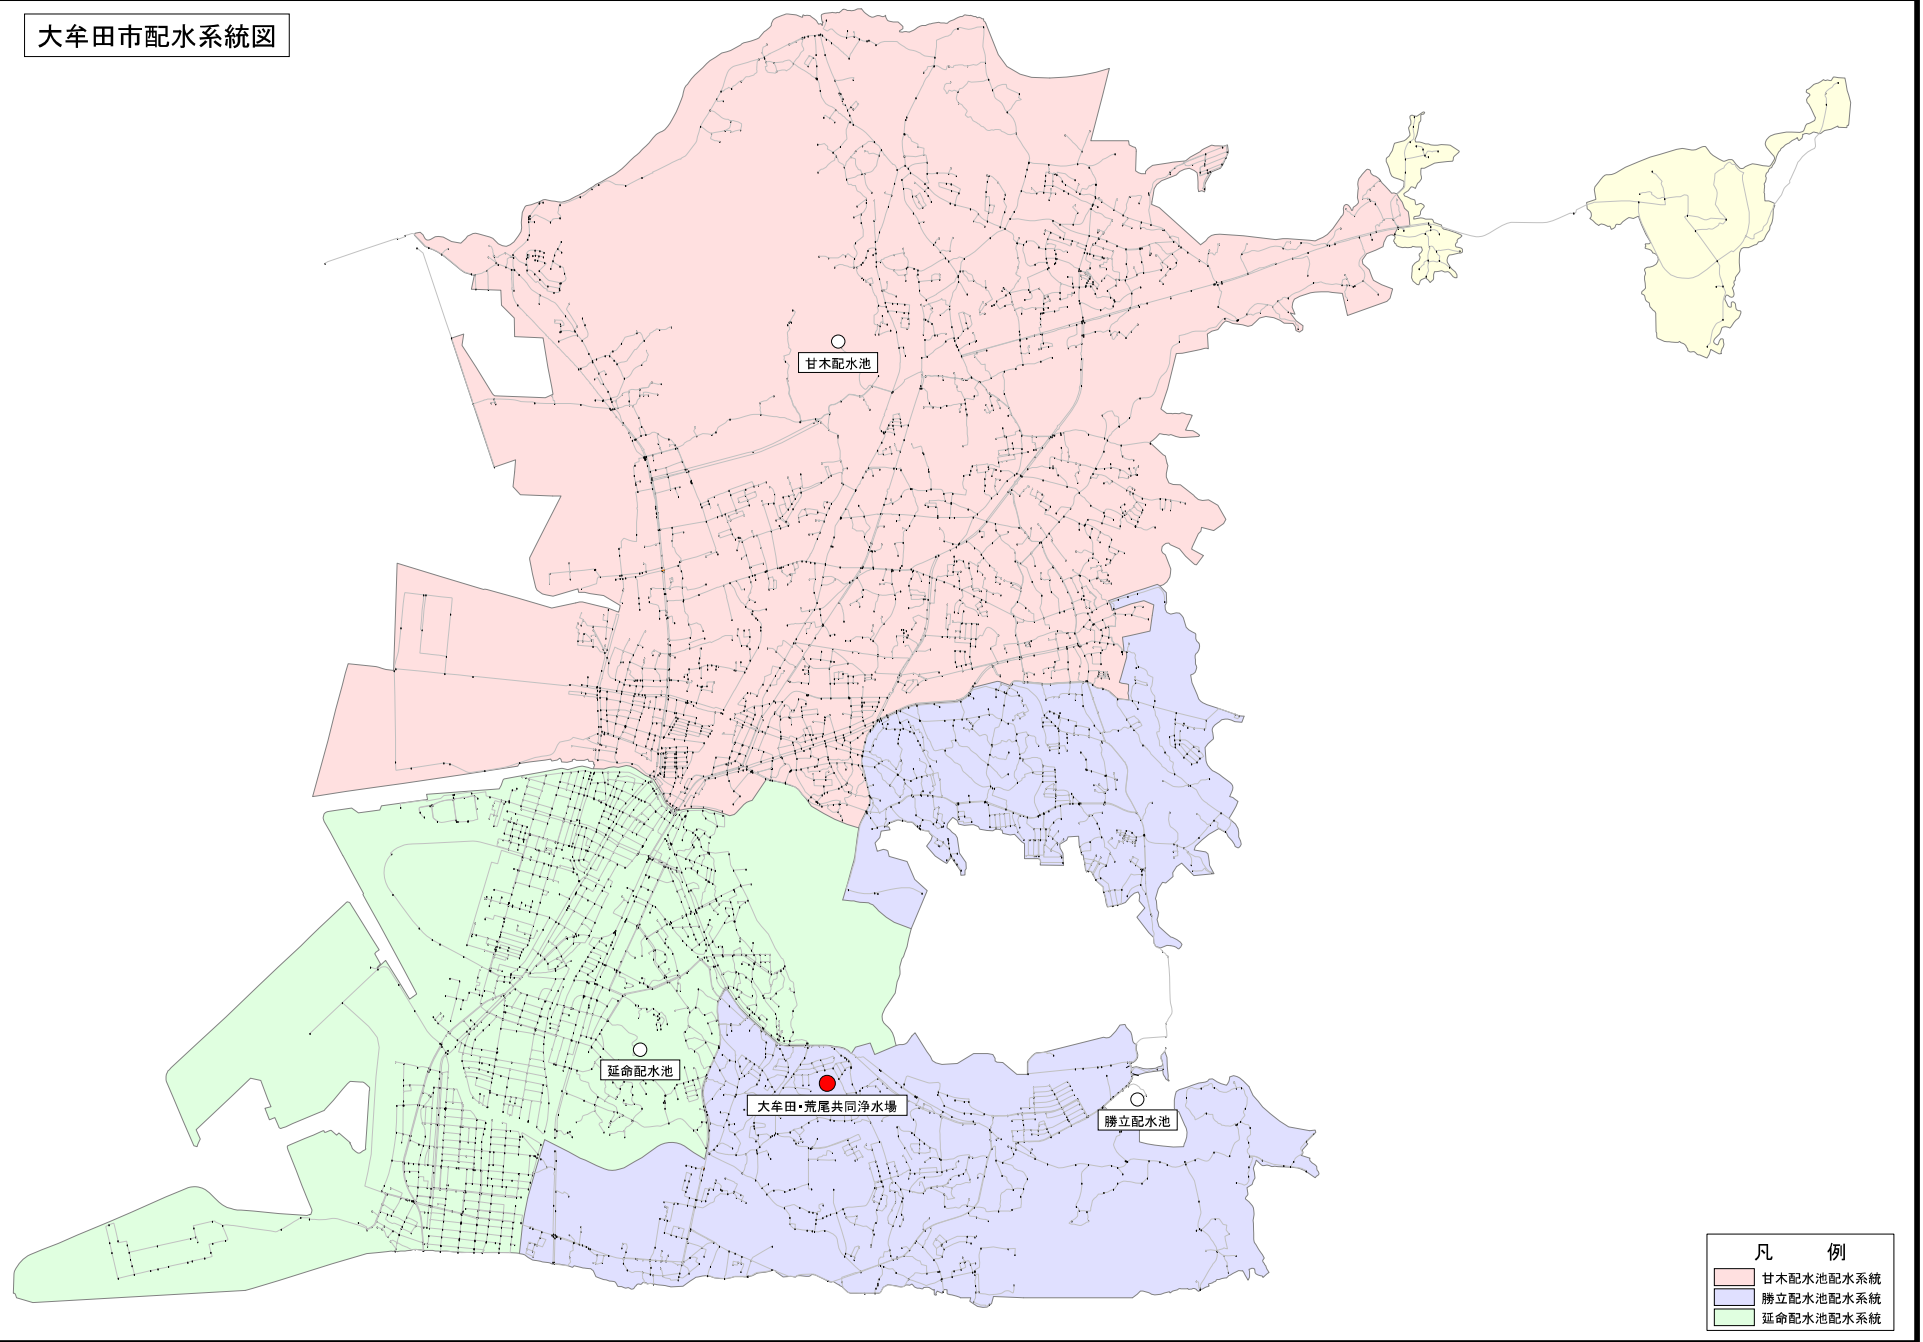 大牟田市配水系統図
甘木配水池
延命配水池
大牟田・荒尾共同浄水場
勝立配水池
凡　例
甘木配水池配水系統
勝立配水池配水系統
延命配水池配水系統